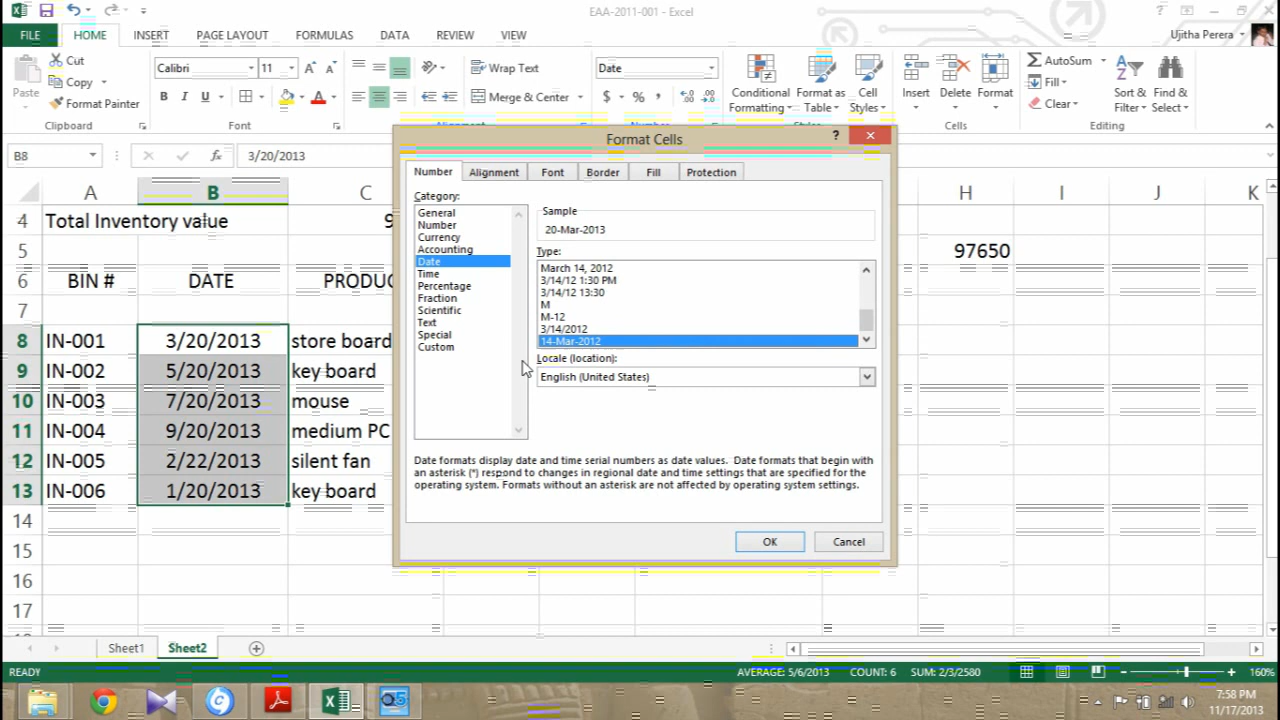 EAA-2011-001 - Excel
FILE HOME INSERT PAGE LAYOUT FORMULAS DATA REVIEW VIEW Ujitha Perera
Paste
Cut
Copy
Format Painter
Clipboard
Calibri 11
B I U A
Font
Wrap Text
Merge & Center
Alignment
Date
$ % ,
Number
Conditional Formatting
Format as Table
Cell Styles
Styles
Insert Delete Format
Cells
AutoSum
Fill
Clear
Sort & Filter
Find & Select
Editing
B8 fx 3/20/2013
A B C H I J K
4 Total Inventory value 9
5 97650
6 BIN # DATE PRODUC
7
8 IN-001 3/20/2013 store board
9 IN-002 5/20/2013 key board
10 IN-003 7/20/2013 mouse
11 IN-004 9/20/2013 medium PC
12 IN-005 2/22/2013 silent fan
13 IN-006 1/20/2013 key board
14
15
16
17
Format Cells
Number Alignment Font Border Fill Protection
Category:
General
Number
Currency
Accounting
Date
Time
Percentage
Fraction
Scientific
Text
Special
Custom
Sample
20-Mar-2013
Type:
March 14, 2012
3/14/12 1:30 PM
3/14/12 13:30
M
M-12
3/14/2012
14-Mar-2012
Locale (location):
English (United States)
Date formats display date and time serial numbers as date values. Date formats that begin with
an asterisk (*) respond to changes in regional date and time settings that are specified for the
operating system. Formats without an asterisk are not affected by operating system settings.
OK Cancel
Sheet1 Sheet2
READY AVERAGE: 5/6/2013 COUNT: 6 SUM: 2/3/2580 160%
7:58 PM
11/17/2013